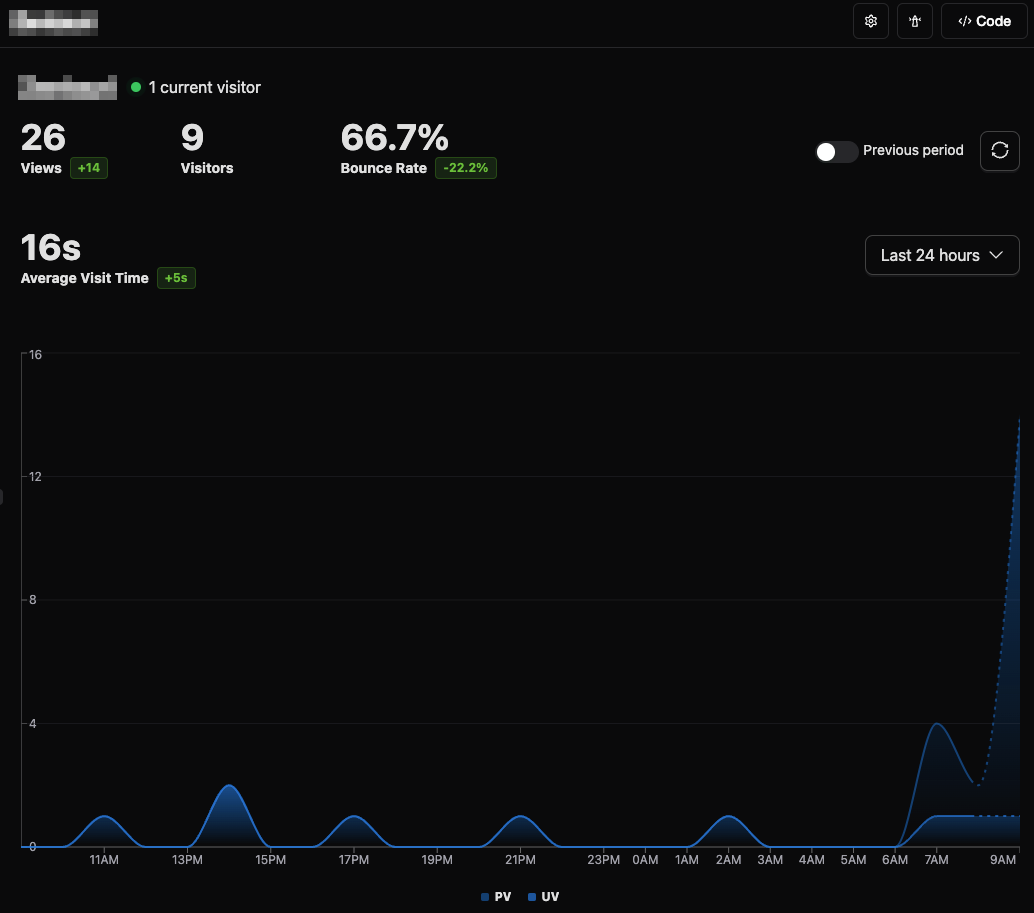 </> Code
1 current visitor
26
Views +14
9
Visitors
66.7%
Bounce Rate -22.2%
Previous period
16s
Average Visit Time +5s
Last 24 hours
16
12
8
4
0
11AM 13PM 15PM 17PM 19PM 21PM 23PM 0AM 1AM 2AM 3AM 4AM 5AM 6AM 7AM 9AM
PV UV